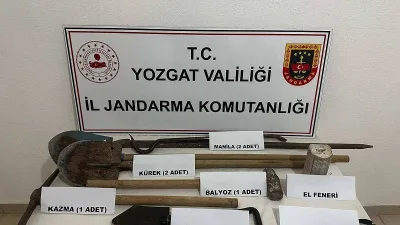 T.C.
YOZGAT VALİLİĞİ
İL JANDARMA KOMUTANLIĞI
MANİLA (2 ADET)
KÜREK (2 ADET)
BALYOZ (1 ADET)
EL FENERİ
KAZMA (1 ADET)